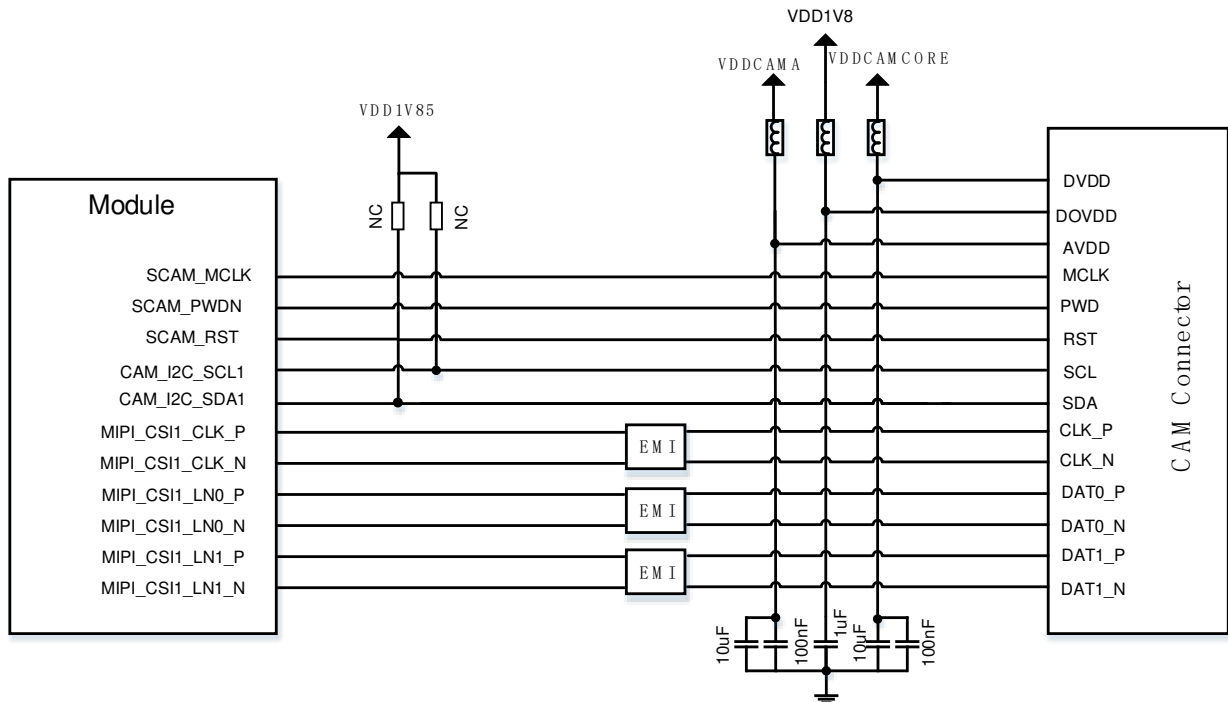 VDD1V8
VDDCAMA
VDDCAMCORE
VDD1V85
Module
NC
NC
SCAM_MCLK
SCAM_PWDN
SCAM_RST
CAM_I2C_SCL1
CAM_I2C_SDA1
MIPI_CSI1_CLK_P
MIPI_CSI1_CLK_N
MIPI_CSI1_LN0_P
MIPI_CSI1_LN0_N
MIPI_CSI1_LN1_P
MIPI_CSI1_LN1_N
EMI
EMI
EMI
DVDD
DOVDD
AVDD
MCLK
PWD
RST
SCL
SDA
CLK_P
CLK_N
DAT0_P
DAT0_N
DAT1_P
DAT1_N
CAM Connector
10uF
100nF
1uF
10uF
100nF